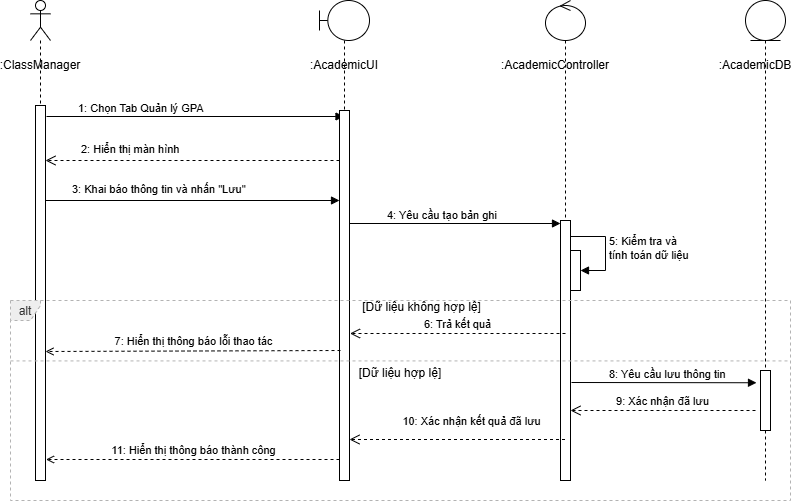 :ClassManager
:AcademicUI
:AcademicController
:AcademicDB
1: Chọn Tab Quản lý GPA
2: Hiển thị màn hình
3: Khai báo thông tin và nhấn "Lưu"
4: Yêu cầu tạo bản ghi
5: Kiểm tra và
tính toán dữ liệu
alt
[Dữ liệu không hợp lệ]
6: Trả kết quả
7: Hiển thị thông báo lỗi thao tác
[Dữ liệu hợp lệ]
8: Yêu cầu lưu thông tin
9: Xác nhận đã lưu
10: Xác nhận kết quả đã lưu
11: Hiển thị thông báo thành công